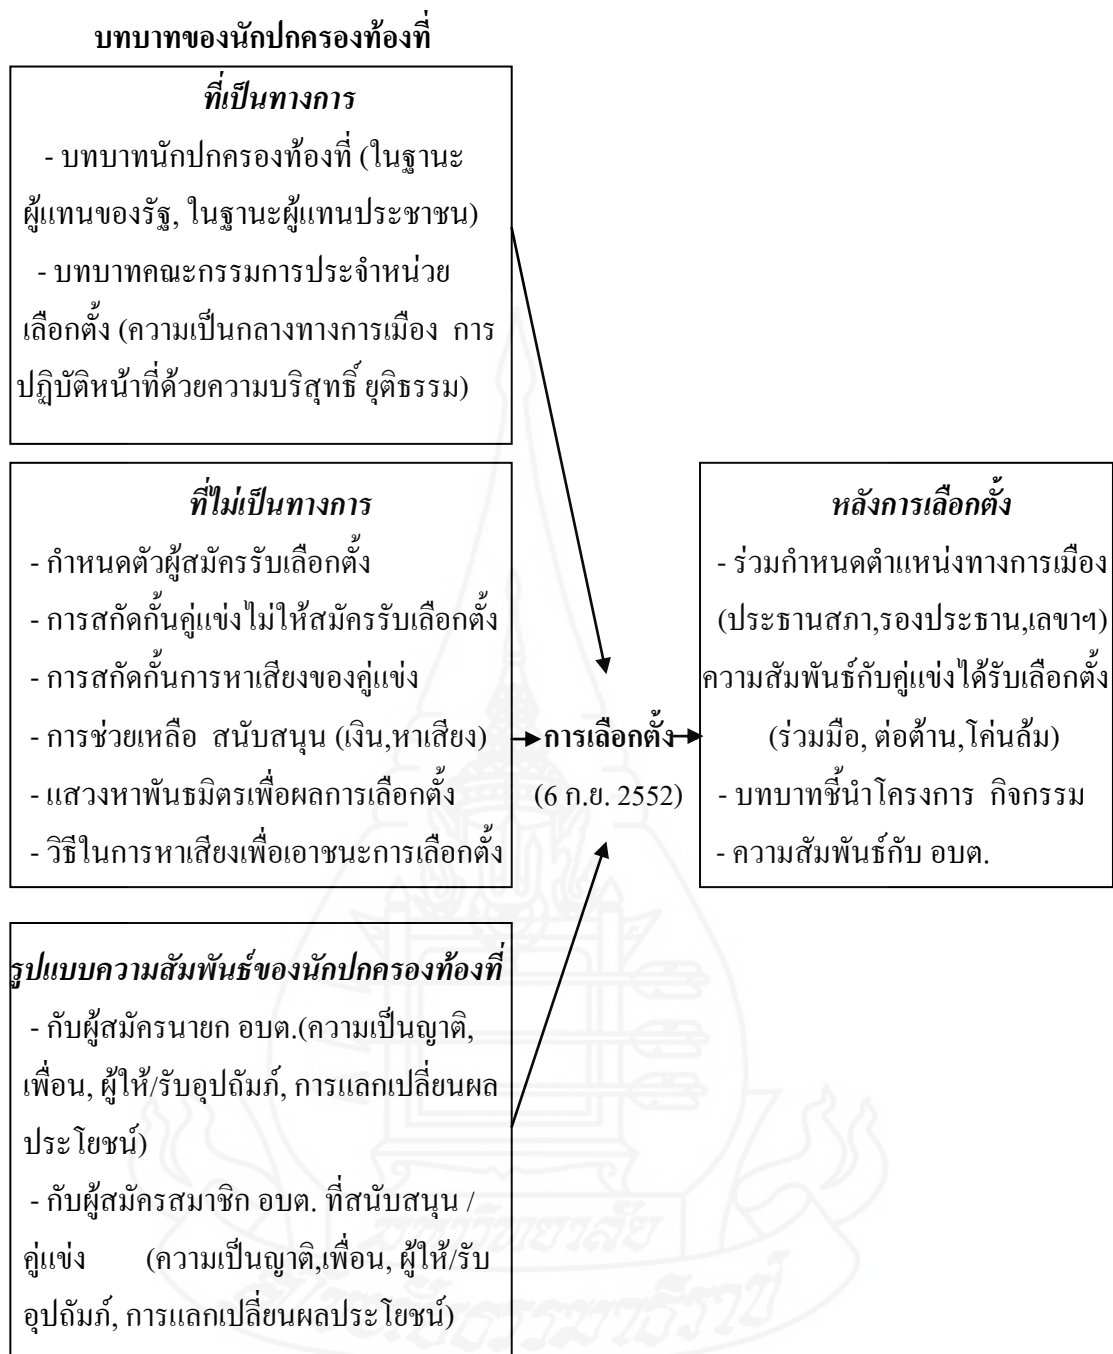 บทบาทของนักปกครองท้องที่
ที่เป็นทางการ
- บทบาทนักปกครองท้องที่ (ในฐานะ
ผู้แทนของรัฐ, ในฐานะผู้แทนประชาชน)
- บทบาทคณะกรรมการประจำหน่วย
เลือกตั้ง (ความเป็นกลางทางการเมือง การ
ปฏิบัติหน้าที่ด้วยความบริสุทธิ์ ยุติธรรม)
ที่ไม่เป็นทางการ
- กำหนดตัวผู้สมัครรับเลือกตั้ง
- การสกัดกั้นคู่แข่งไม่ให้สมัครรับเลือกตั้ง
- การสกัดกั้นการหาเสียงของคู่แข่ง
- การช่วยเหลือ สนับสนุน (เงิน,หาเสียง)
- แสวงหาพันธมิตรเพื่อผลการเลือกตั้ง
- วิธีในการหาเสียงเพื่อเอาชนะการเลือกตั้ง
รูปแบบความสัมพันธ์ของนักปกครองท้องที่
- กับผู้สมัครนายก อบต.(ความเป็นญาติ,
เพื่อน, ผู้ให้/รับอุปถัมภ์, การแลกเปลี่ยนผล
ประโยชน์)
- กับผู้สมัครสมาชิก อบต. ที่สนับสนุน /
คู่แข่ง (ความเป็นญาติ,เพื่อน, ผู้ให้/รับ
อุปถัมภ์, การแลกเปลี่ยนผลประโยชน์)
การเลือกตั้ง
(6 ก.ย. 2552)
หลังการเลือกตั้ง
- ร่วมกำหนดตำแหน่งทางการเมือง
(ประธานสภา,รองประธาน,เลขาฯ)
ความสัมพันธ์กับคู่แข่งได้รับเลือกตั้ง
(ร่วมมือ, ต่อต้าน,โค่นล้ม)
- บทบาทชี้นำโครงการ กิจกรรม
- ความสัมพันธ์กับ อบต.
มหาวิทยาลัย
สุโขทัยธรรมาธิราช